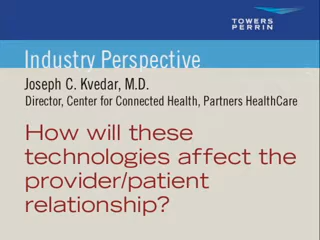 TOWERS
PERRIN
Industry Perspective
Joseph C. Kvedar, M.D.
Director, Center for Connected Health, Partners HealthCare
How will these
technologies affect the
provider/patient
relationship?